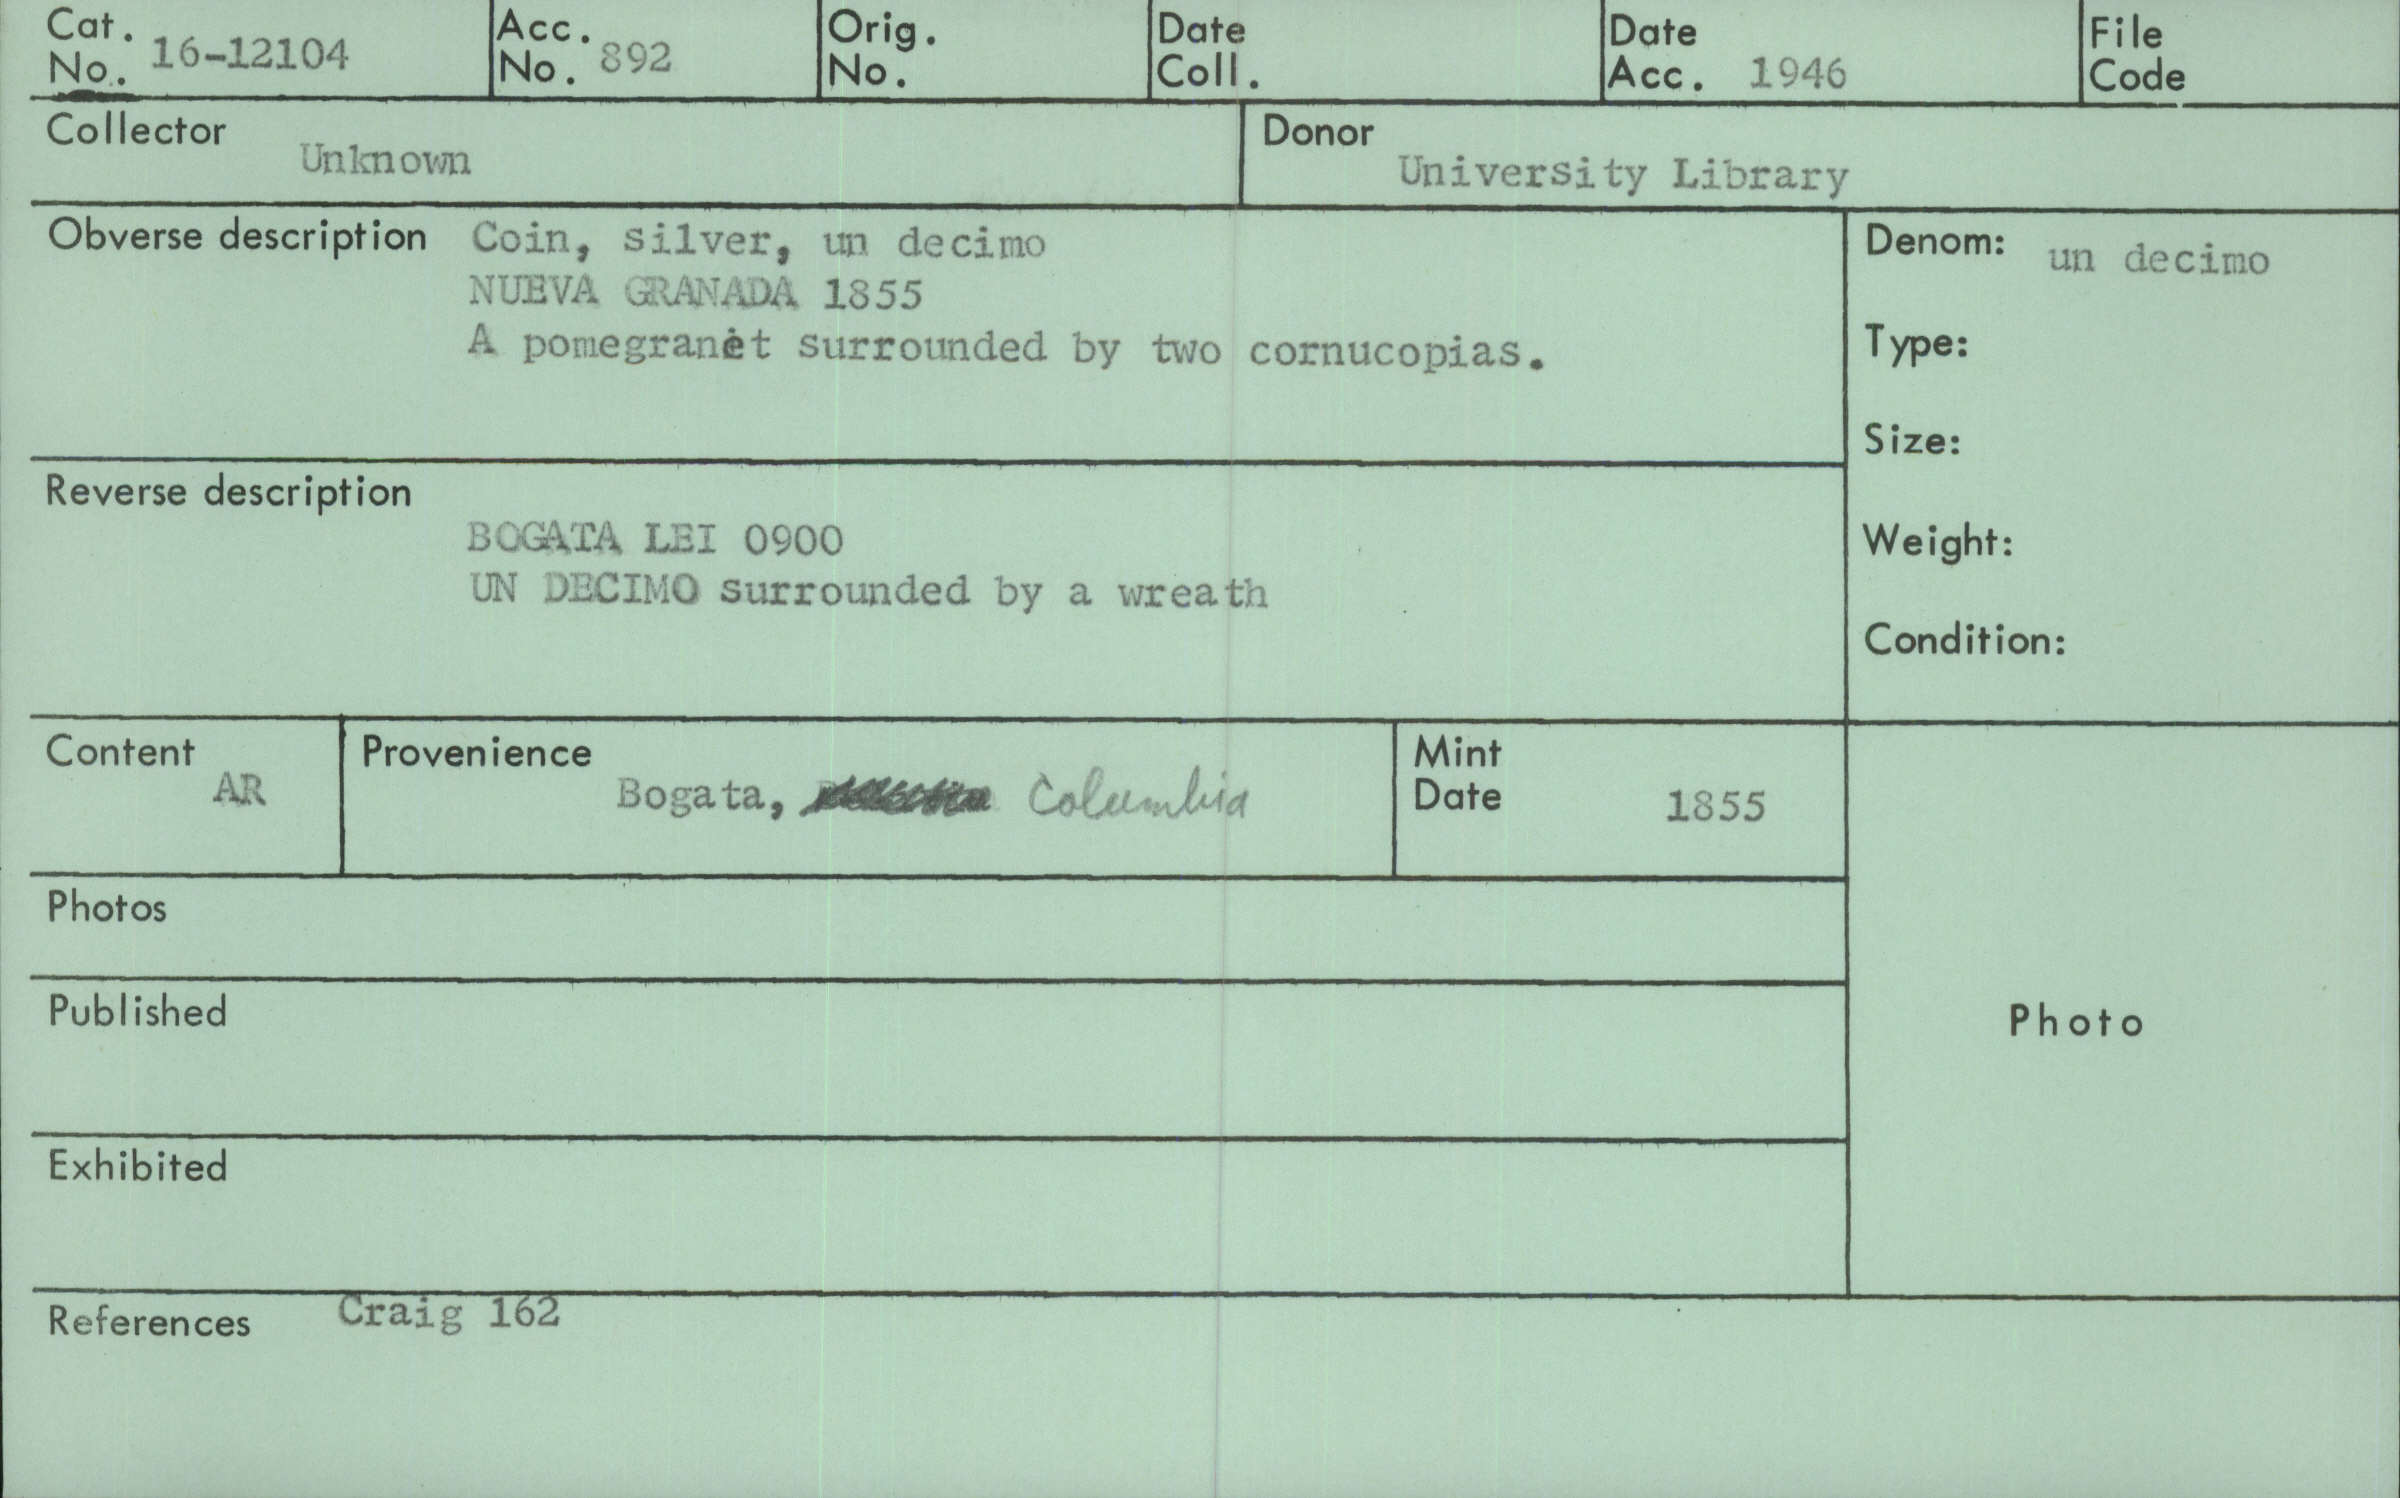 Cat. No. 16-12104
Acc. No. 892
Orig. No.
Date Coll.
Date Acc. 1946
File Code
Collector Unknown
Donor University Library
Obverse description Coin, silver, un decimo
NUEVA GRANADA 1855
A pomegranet surrounded by two cornucopias.
Denom: un decimo
Type:
Size:
Weight:
Condition:
Reverse description
BOGATA LEI 0900
UN DECIMO surrounded by a wreath
Content AR
Provenience Bogata, Columbia
Mint Date 1855
Photos
Published
Photo
Exhibited
References Craig 162